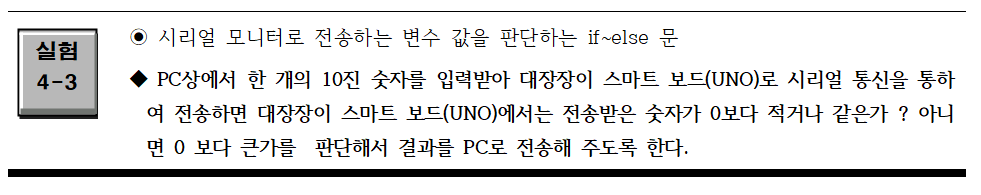 실험
4-3
◉ 시리얼 모니터로 전송하는 변수 값을 판단하는 if~else 문
◆ PC상에서 한 개의 10진 숫자를 입력받아 대장장이 스마트 보드(UNO)로 시리얼 통신을 통하
여 전송하면 대장장이 스마트 보드(UNO)에서는 전송받은 숫자가 0보다 적거나 같은가 ? 아니
면 0 보다 큰가를 판단해서 결과를 PC로 전송해 주도록 한다.